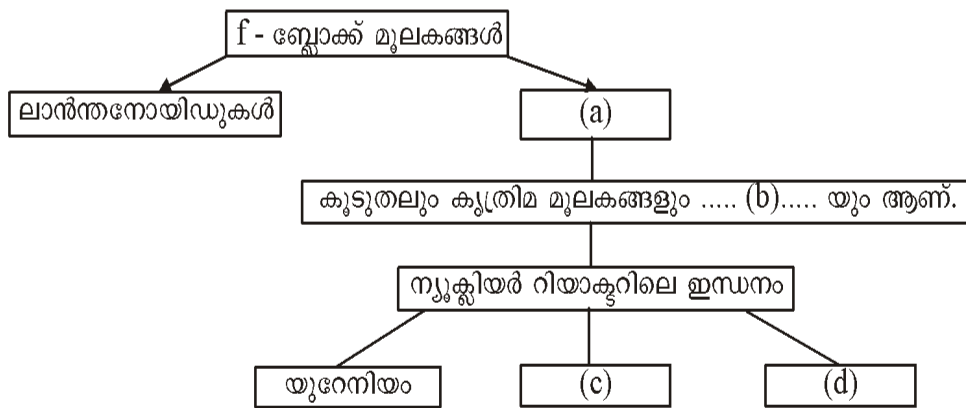 f - ബ്ലോക്ക് മൂലകങ്ങൾ
ലാൻന്തനോയിഡുകൾ
(a)
കൂടുതലും കൃത്രിമ മൂലകങ്ങളും ..... (b)..... യും ആണ്.
ന്യൂക്ലിയർ റിയാക്ടറിലെ ഇന്ധനം
യുറേനിയം
(c)
(d)